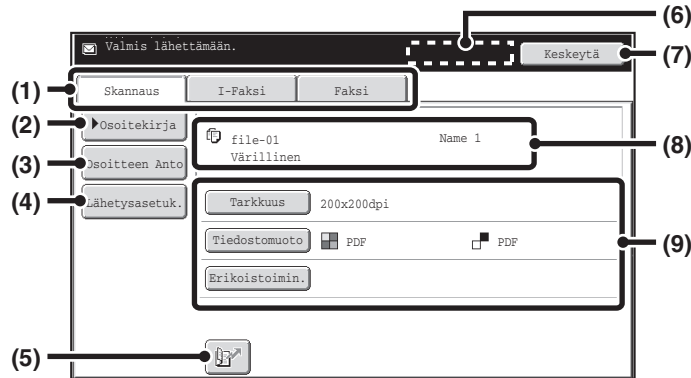 (6)
Valmis lähettämään.
Keskeytä
(7)
(1)
Skannaus
I-Faksi
Faksi
(2)
Osoitekirja
file-01
Name 1
(8)
Värillinen
(3)
Osoitteen Anto
(4)
Lähetysasetuk.
Tarkkuus
200x200dpi
Tiedostomuoto
PDF
PDF
(9)
Erikoistoimin.
(5)